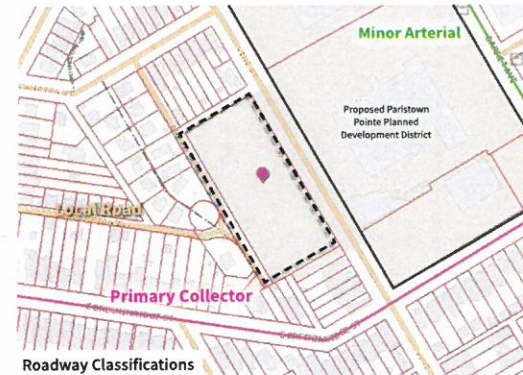 Minor Arterial
Proposed Paristown
Pointe Planned
Development District
Local Road
Primary Collector
Roadway Classifications